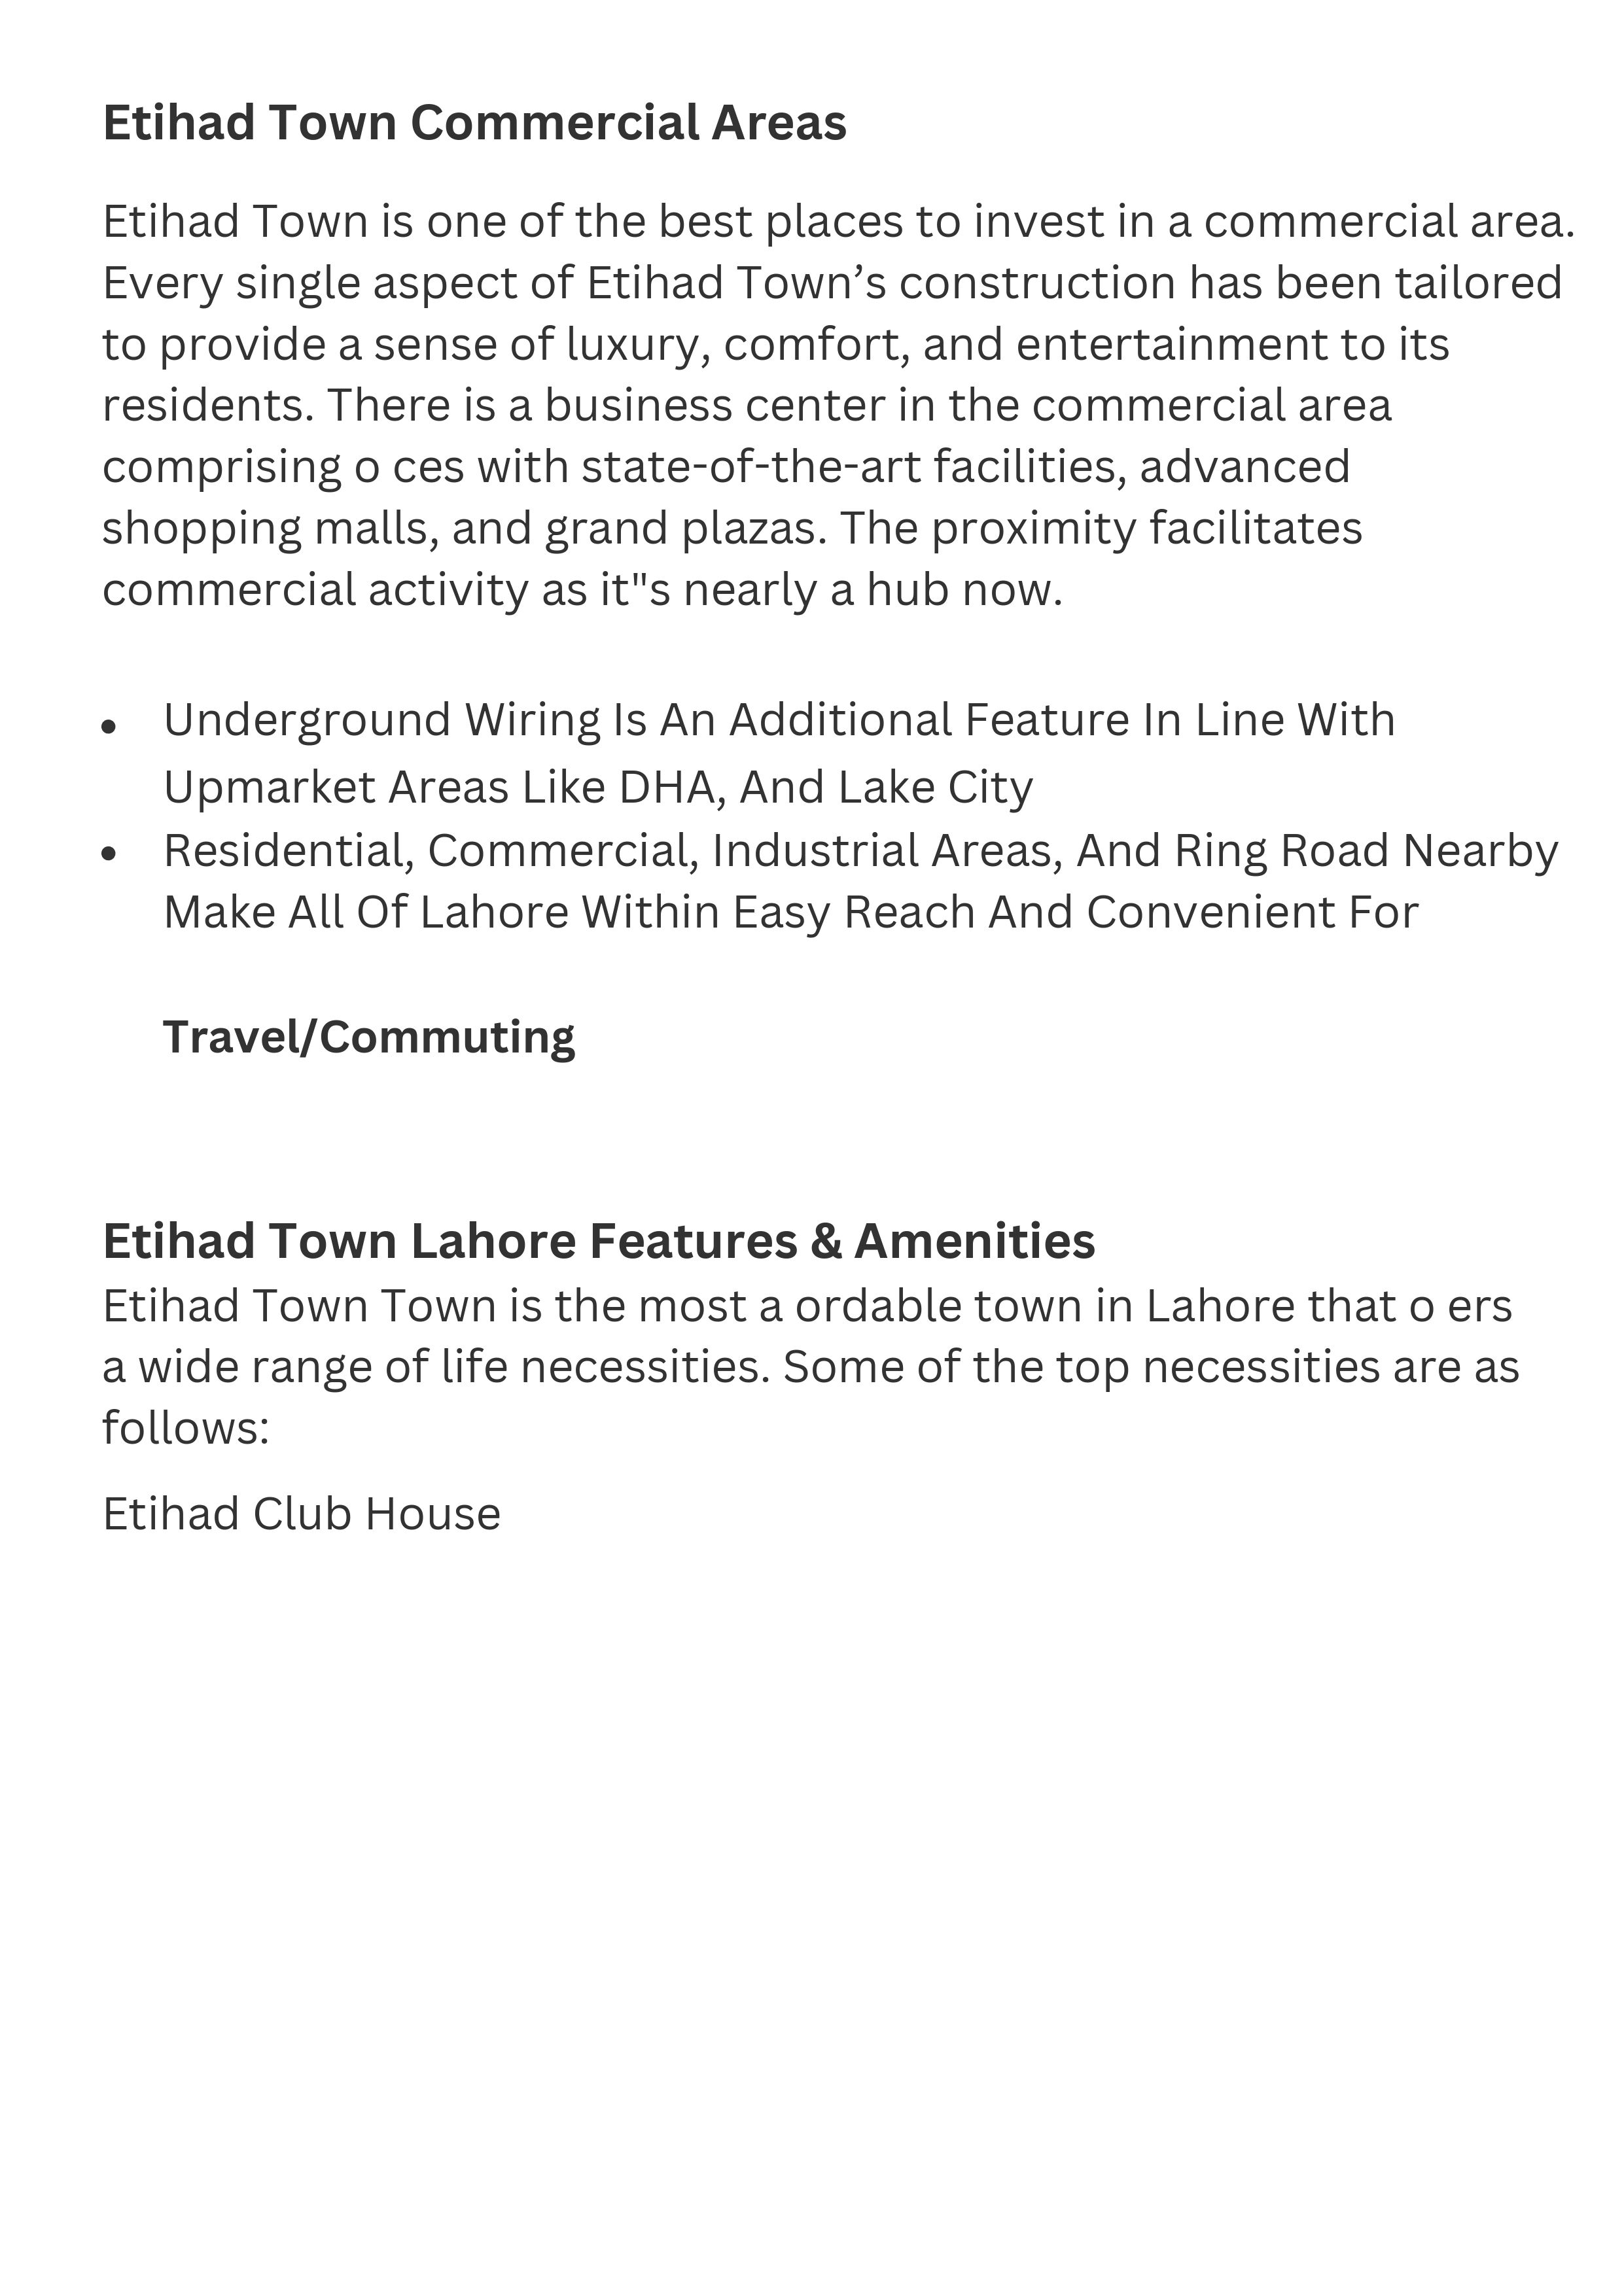 Etihad Town Commercial Areas
Etihad Town is one of the best places to invest in a commercial area.
Every single aspect of Etihad Town’s construction has been tailored
to provide a sense of luxury, comfort, and entertainment to its
residents. There is a business center in the commercial area
comprising o ces with state-of-the-art facilities, advanced
shopping malls, and grand plazas. The proximity facilitates
commercial activity as it"s nearly a hub now.
• Underground Wiring Is An Additional Feature In Line With
Upmarket Areas Like DHA, And Lake City
• Residential, Commercial, Industrial Areas, And Ring Road Nearby
Make All Of Lahore Within Easy Reach And Convenient For
Travel/Commuting
Etihad Town Lahore Features & Amenities
Etihad Town Town is the most a ordable town in Lahore that o ers
a wide range of life necessities. Some of the top necessities are as
follows:
Etihad Club House